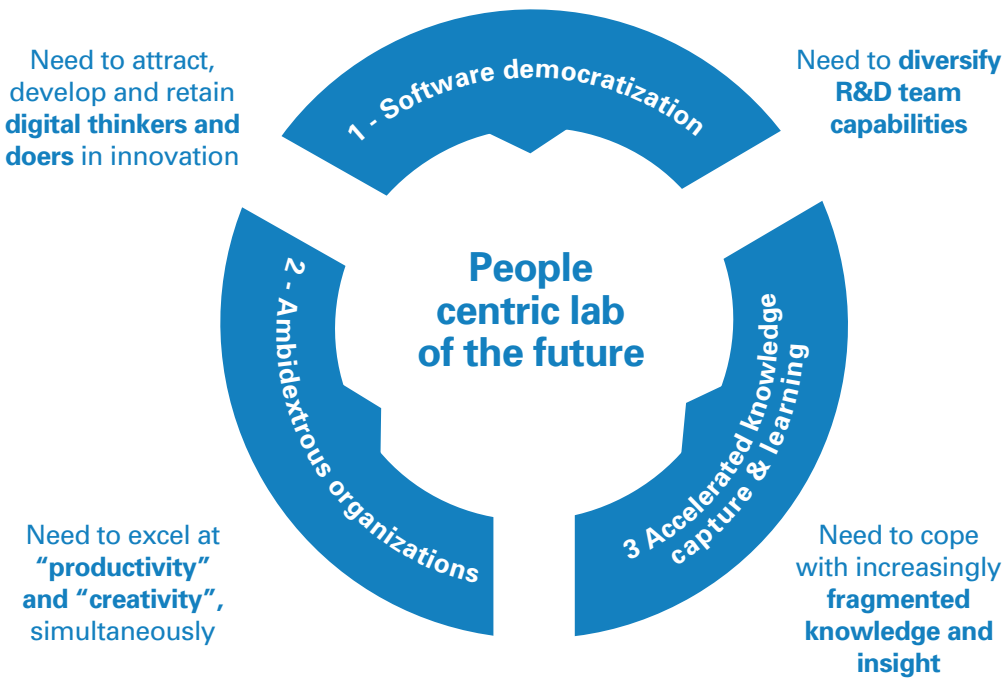 Need to attract,
develop and retain
digital thinkers and
doers in innovation
1 - Software democratization
Need to diversify
R&D team
capabilities
People
centric lab
of the future
2 - Ambidextrous organizations
3 Accelerated knowledge
capture & learning
Need to excel at
“productivity”
and “creativity”,
simultaneously
Need to cope
with increasingly
fragmented
knowledge and
insight